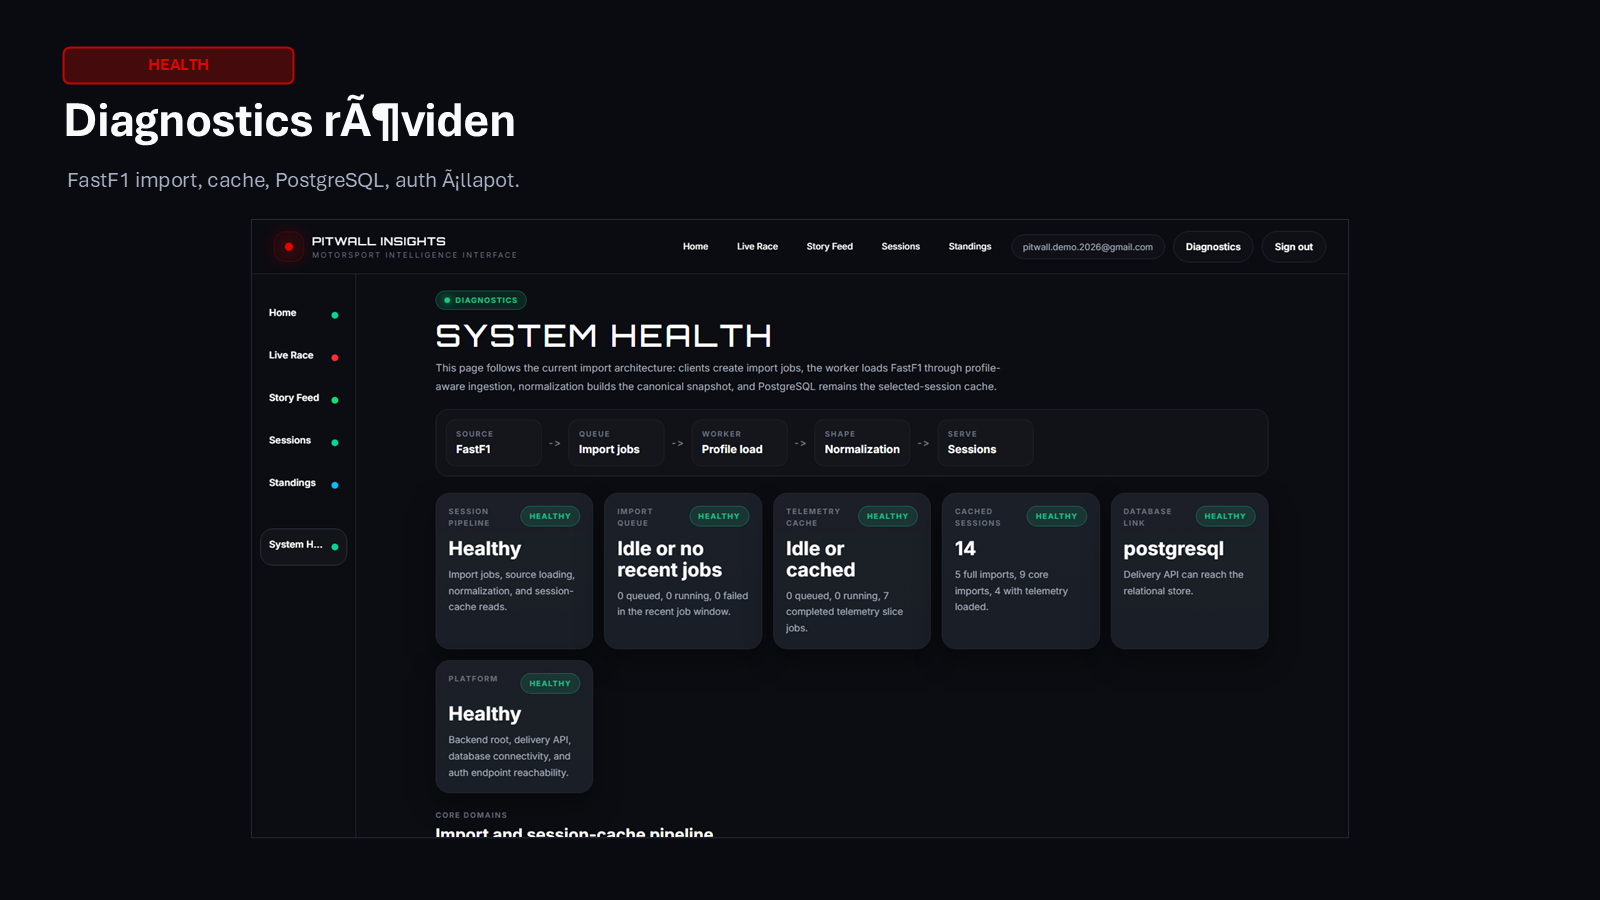 HEALTH
Diagnostics rÃ¶viden
FastF1 import, cache, PostgreSQL, auth Ã¡llapot.
PITWALL INSIGHTS
MOTORSPORT INTELLIGENCE INTERFACE
Home
Live Race
Story Feed
Sessions
Standings
pitwall.demo.2026@gmail.com
Diagnostics
Sign out
Home
Live Race
Story Feed
Sessions
Standings
System H...
DIAGNOSTICS
SYSTEM HEALTH
This page follows the current import architecture: clients create import jobs, the worker loads FastF1 through profile-
aware ingestion, normalization builds the canonical snapshot, and PostgreSQL remains the selected-session cache.
SOURCE
FastF1
->
QUEUE
Import jobs
->
WORKER
Profile load
->
SHAPE
Normalization
->
SERVE
Sessions
SESSION
PIPELINE
HEALTHY
Healthy
Import jobs, source loading,
normalization, and session-
cache reads.
IMPORT
QUEUE
HEALTHY
Idle or no
recent jobs
0 queued, 0 running, 0 failed
in the recent job window.
TELEMETRY
CACHE
HEALTHY
Idle or
cached
0 queued, 0 running, 7
completed telemetry slice
jobs.
CACHED
SESSIONS
HEALTHY
14
5 full imports, 9 core
imports, 4 with telemetry
loaded.
DATABASE
LINK
HEALTHY
postgresql
Delivery API can reach the
relational store.
PLATFORM
HEALTHY
Healthy
Backend root, delivery API,
database connectivity, and
auth endpoint reachability.
CORE DOMAINS
Import and session-cache pipeline